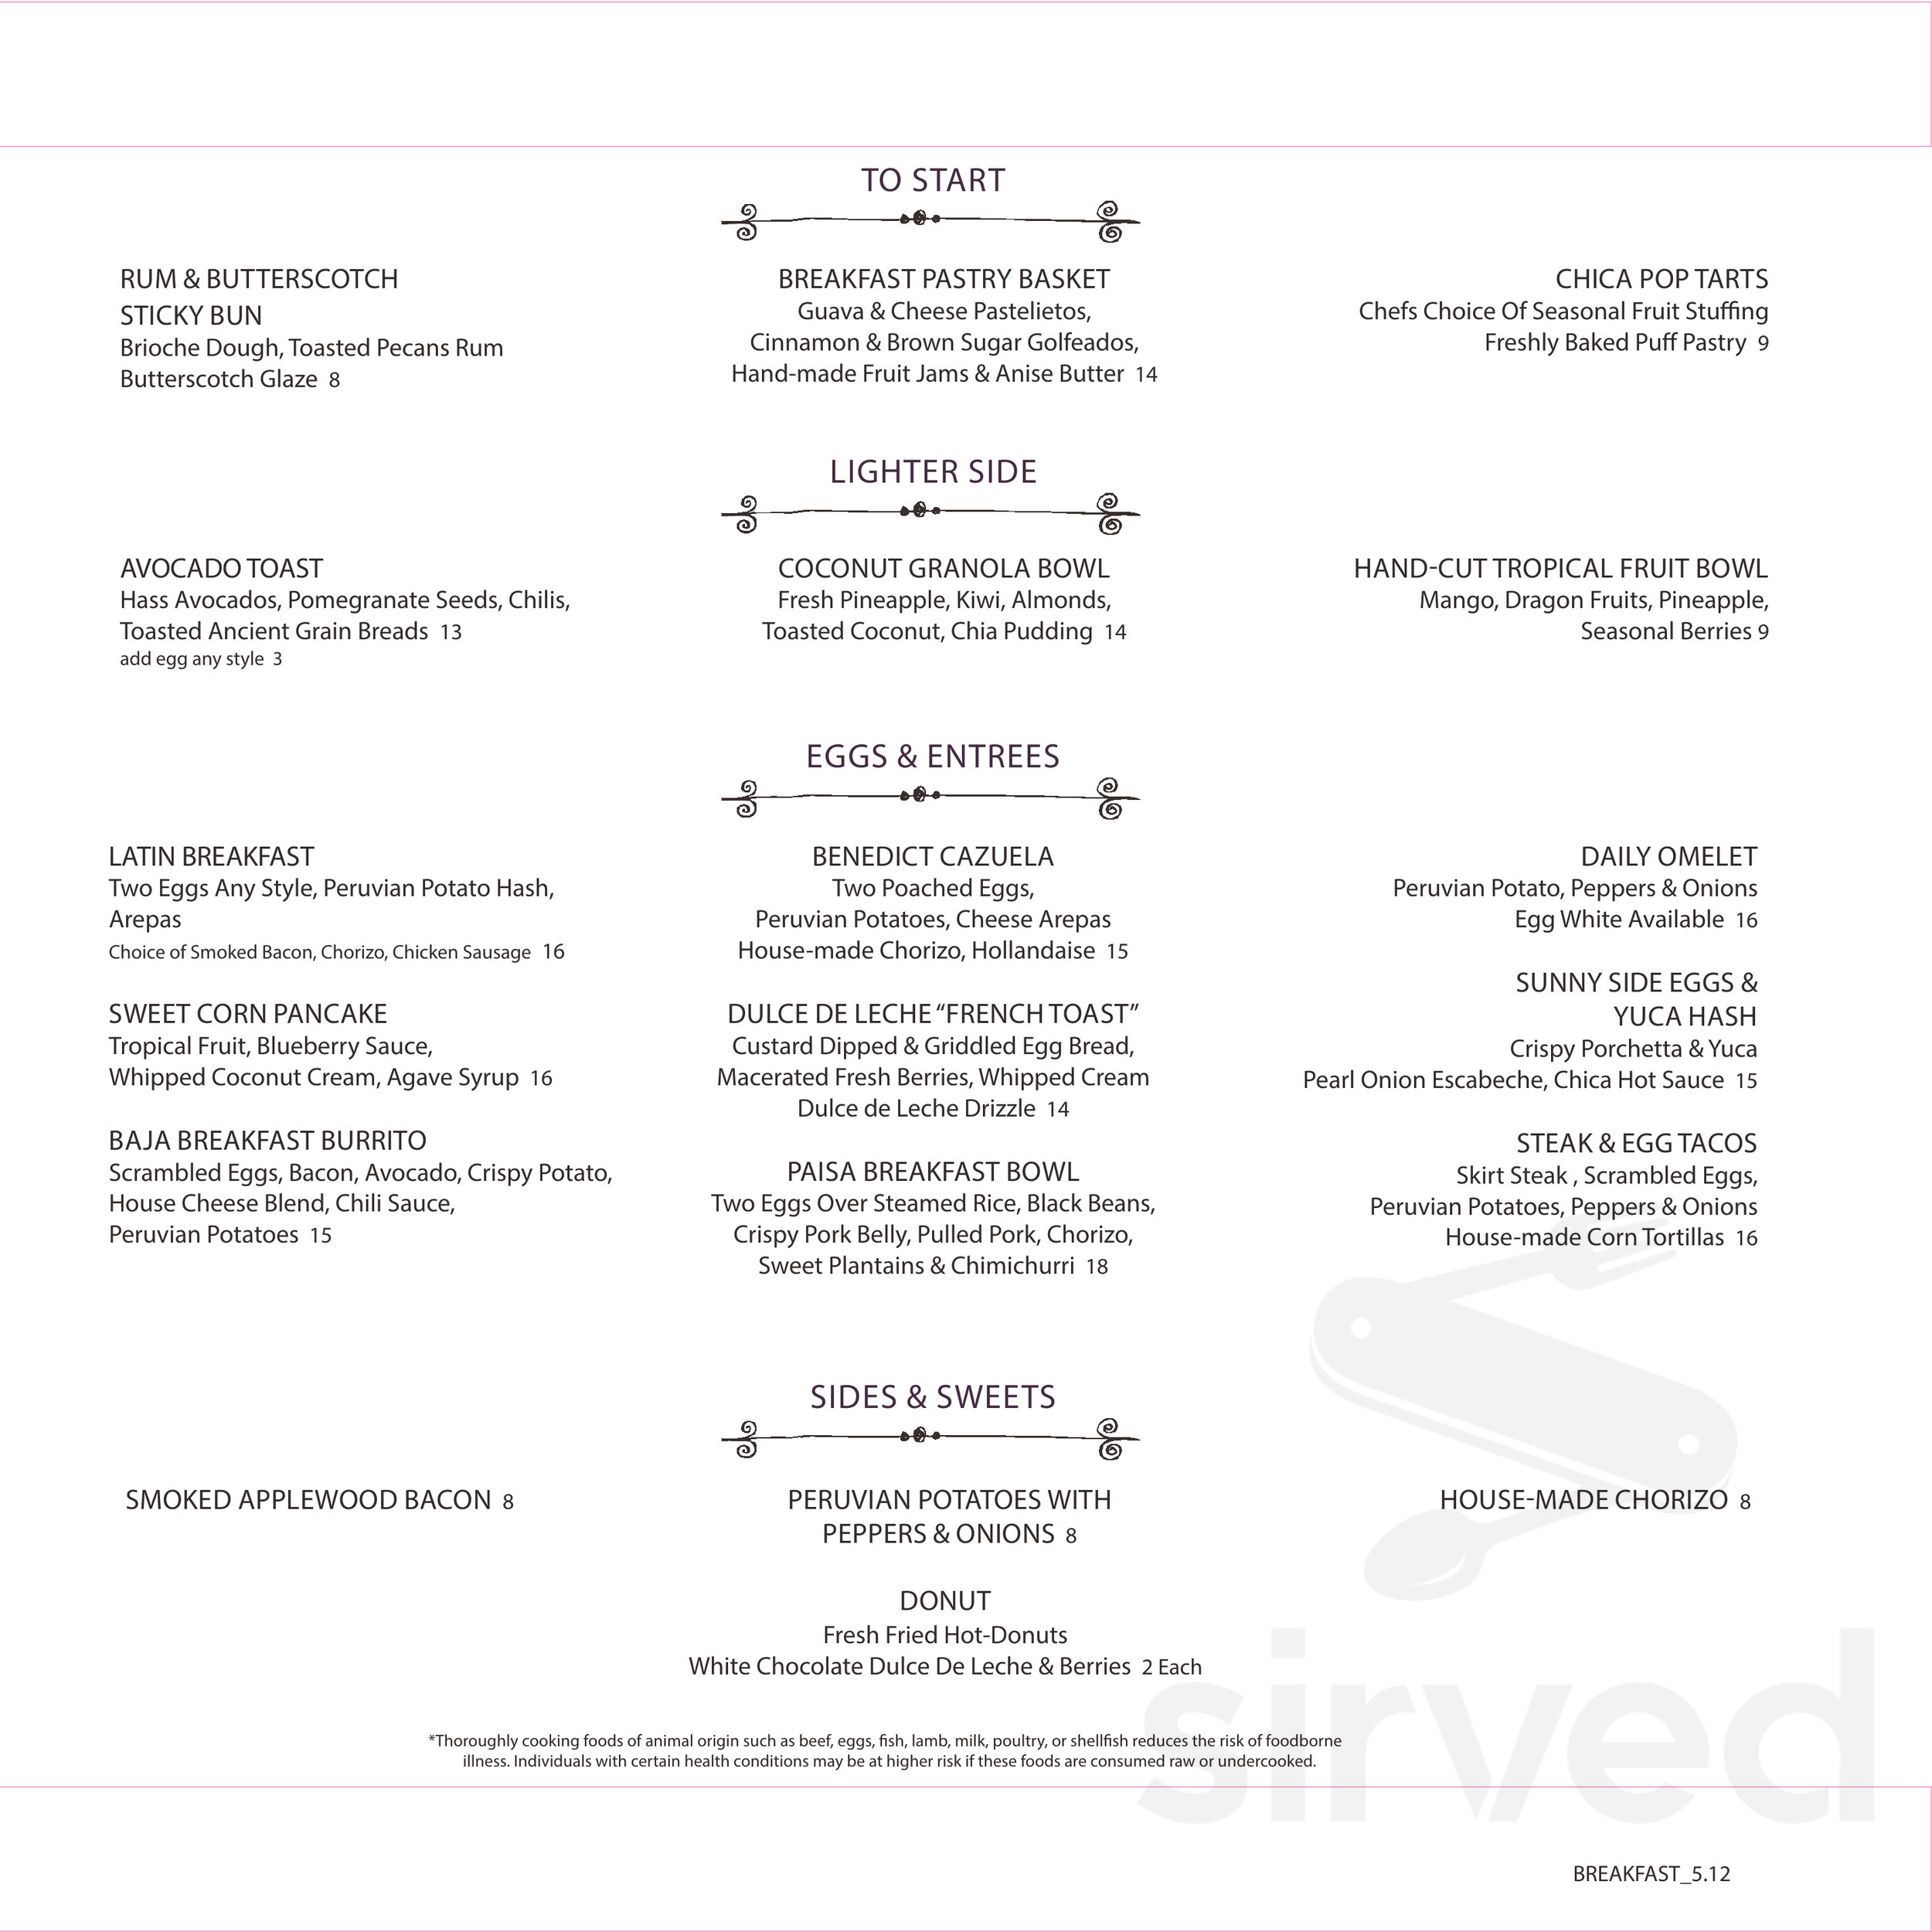 TO START
RUM & BUTTERSCOTCH
STICKY BUN
Brioche Dough, Toasted Pecans Rum
Butterscotch Glaze 8
BREAKFAST PASTRY BASKET
Guava & Cheese Pastelietos,
Cinnamon & Brown Sugar Golfeados,
Hand-made Fruit Jams & Anise Butter 14
CHICA POP TARTS
Chefs Choice Of Seasonal Fruit Stuffing
Freshly Baked Puff Pastry 9
LIGHTER SIDE
AVOCADO TOAST
Hass Avocados, Pomegranate Seeds, Chilis,
Toasted Ancient Grain Breads 13
add egg any style 3
COCONUT GRANOLA BOWL
Fresh Pineapple, Kiwi, Almonds,
Toasted Coconut, Chia Pudding 14
HAND-CUT TROPICAL FRUIT BOWL
Mango, Dragon Fruits, Pineapple,
Seasonal Berries 9
EGGS & ENTREES
LATIN BREAKFAST
Two Eggs Any Style, Peruvian Potato Hash,
Arepas
Choice of Smoked Bacon, Chorizo, Chicken Sausage 16
SWEET CORN PANCAKE
Tropical Fruit, Blueberry Sauce,
Whipped Coconut Cream, Agave Syrup 16
BAJA BREAKFAST BURRITO
Scrambled Eggs, Bacon, Avocado, Crispy Potato,
House Cheese Blend, Chili Sauce,
Peruvian Potatoes 15
BENEDICT CAZUELA
Two Poached Eggs,
Peruvian Potatoes, Cheese Arepas
House-made Chorizo, Hollandaise 15
DULCE DE LECHE “FRENCH TOAST”
Custard Dipped & Griddled Egg Bread,
Macerated Fresh Berries, Whipped Cream
Dulce de Leche Drizzle 14
PAISA BREAKFAST BOWL
Two Eggs Over Steamed Rice, Black Beans,
Crispy Pork Belly, Pulled Pork, Chorizo,
Sweet Plantains & Chimichurri 18
DAILY OMELET
Peruvian Potato, Peppers & Onions
Egg White Available 16
SUNNY SIDE EGGS &
YUCA HASH
Crispy Porchetta & Yuca
Pearl Onion Escabeche, Chica Hot Sauce 15
STEAK & EGG TACOS
Skirt Steak , Scrambled Eggs,
Peruvian Potatoes, Peppers & Onions
House-made Corn Tortillas 16
SIDES & SWEETS
SMOKED APPLEWOOD BACON 8
PERUVIAN POTATOES WITH
PEPPERS & ONIONS 8
HOUSE-MADE CHORIZO 8
DONUT
Fresh Fried Hot-Donuts
White Chocolate Dulce De Leche & Berries 2 Each
*Thoroughly cooking foods of animal origin such as beef, eggs, fish, lamb, milk, poultry, or shellfish reduces the risk of foodborne
illness. Individuals with certain health conditions may be at higher risk if these foods are consumed raw or undercooked.
sirved
BREAKFAST_5.12